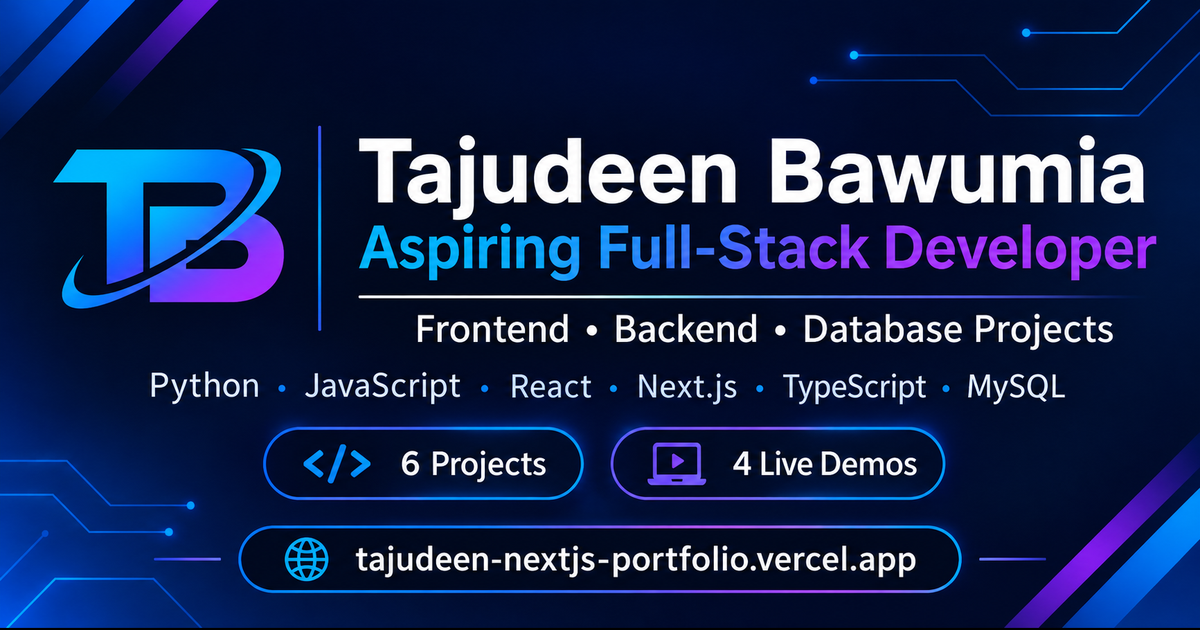 TB
Tajudeen Bawumia
Aspiring Full-Stack Developer
Frontend • Backend • Database Projects
Python • JavaScript • React • Next.js • TypeScript • MySQL
</> 6 Projects
4 Live Demos
tajudeen-nextjs-portfolio.vercel.app